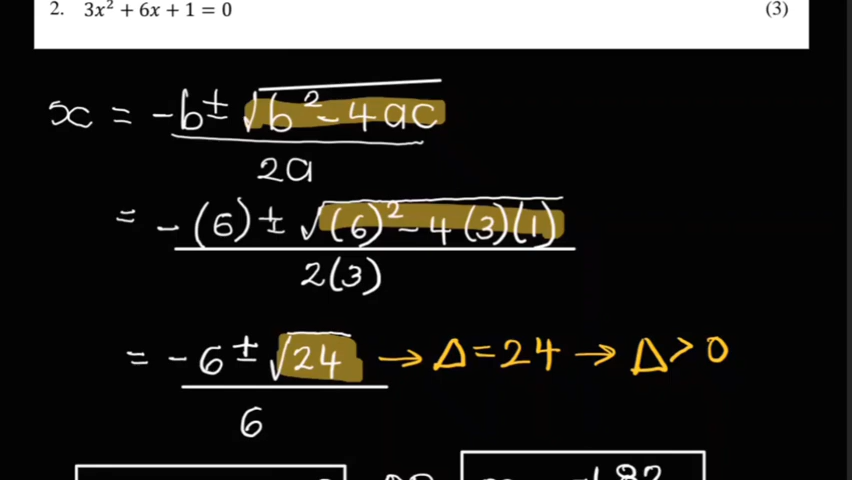 2. 3x² + 6x + 1 = 0 (3)
x = -b ± √b² - 4ac
2a
= -(6) ± √(6)² - 4(3)(1)
2(3)
= -6 ± √24 → Δ = 24 → Δ > 0
6